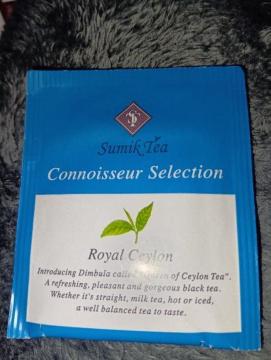 Sumik Tea
Connoisseur Selection
Royal Ceylon
Introducing Dimbula called "Queen of Ceylon Tea".
A refreshing, pleasant and gorgeous black tea.
Whether it's straight, milk tea, hot or iced,
a well balanced tea to taste.